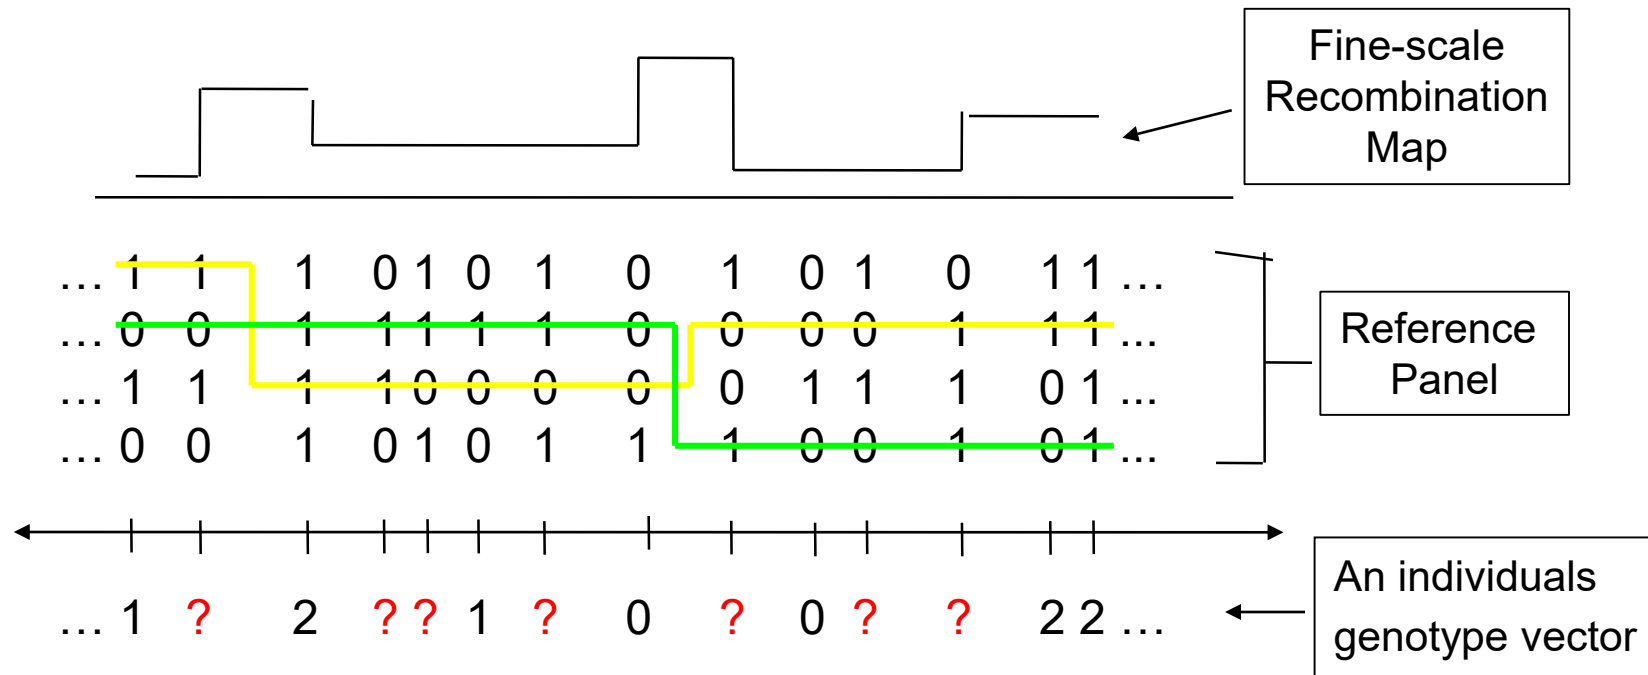 Fine-scale
Recombination
Map
… 1 1 1 0 1 0 1 0 1 0 1 0 1 1 …
… 0 0 1 1 1 1 1 0 0 0 0 1 1 1 ...
… 1 1 1 1 0 0 0 0 0 1 1 1 0 1 ...
… 0 0 1 0 1 0 1 1 1 0 0 1 0 1 ...
Reference
Panel
… 1 ? 2 ? ? 1 ? 0 ? 0 ? ? 2 2 …
An individuals
genotype vector